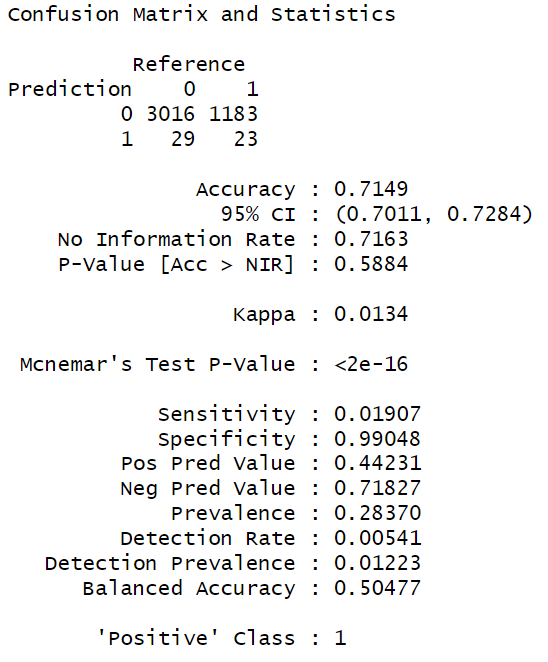 Confusion Matrix and Statistics
Reference
Prediction 0 1
0 3016 1183
1 29 23
Accuracy : 0.7149
95% CI : (0.7011, 0.7284)
No Information Rate : 0.7163
P-Value [Acc > NIR] : 0.5884
Kappa : 0.0134
Mcnemar's Test P-Value : <2e-16
Sensitivity : 0.01907
Specificity : 0.99048
Pos Pred Value : 0.44231
Neg Pred Value : 0.71827
Prevalence : 0.28370
Detection Rate : 0.00541
Detection Prevalence : 0.01223
Balanced Accuracy : 0.50477
'Positive' Class : 1